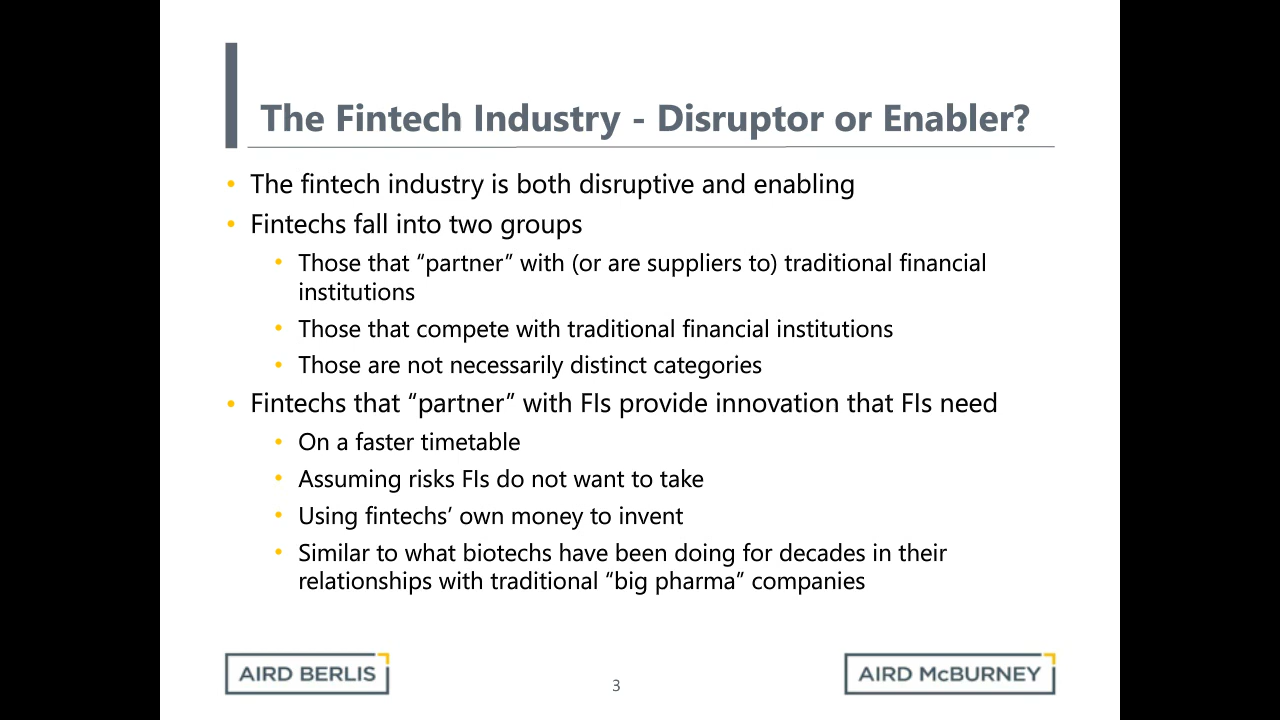 The Fintech Industry - Disruptor or Enabler?
• The fintech industry is both disruptive and enabling
• Fintechs fall into two groups
• Those that “partner” with (or are suppliers to) traditional financial
institutions
• Those that compete with traditional financial institutions
• Those are not necessarily distinct categories
• Fintechs that “partner” with FIs provide innovation that FIs need
• On a faster timetable
• Assuming risks FIs do not want to take
• Using fintechs’ own money to invent
• Similar to what biotechs have been doing for decades in their
relationships with traditional “big pharma” companies
AIRD BERLIS
3
AIRD McBURNEY